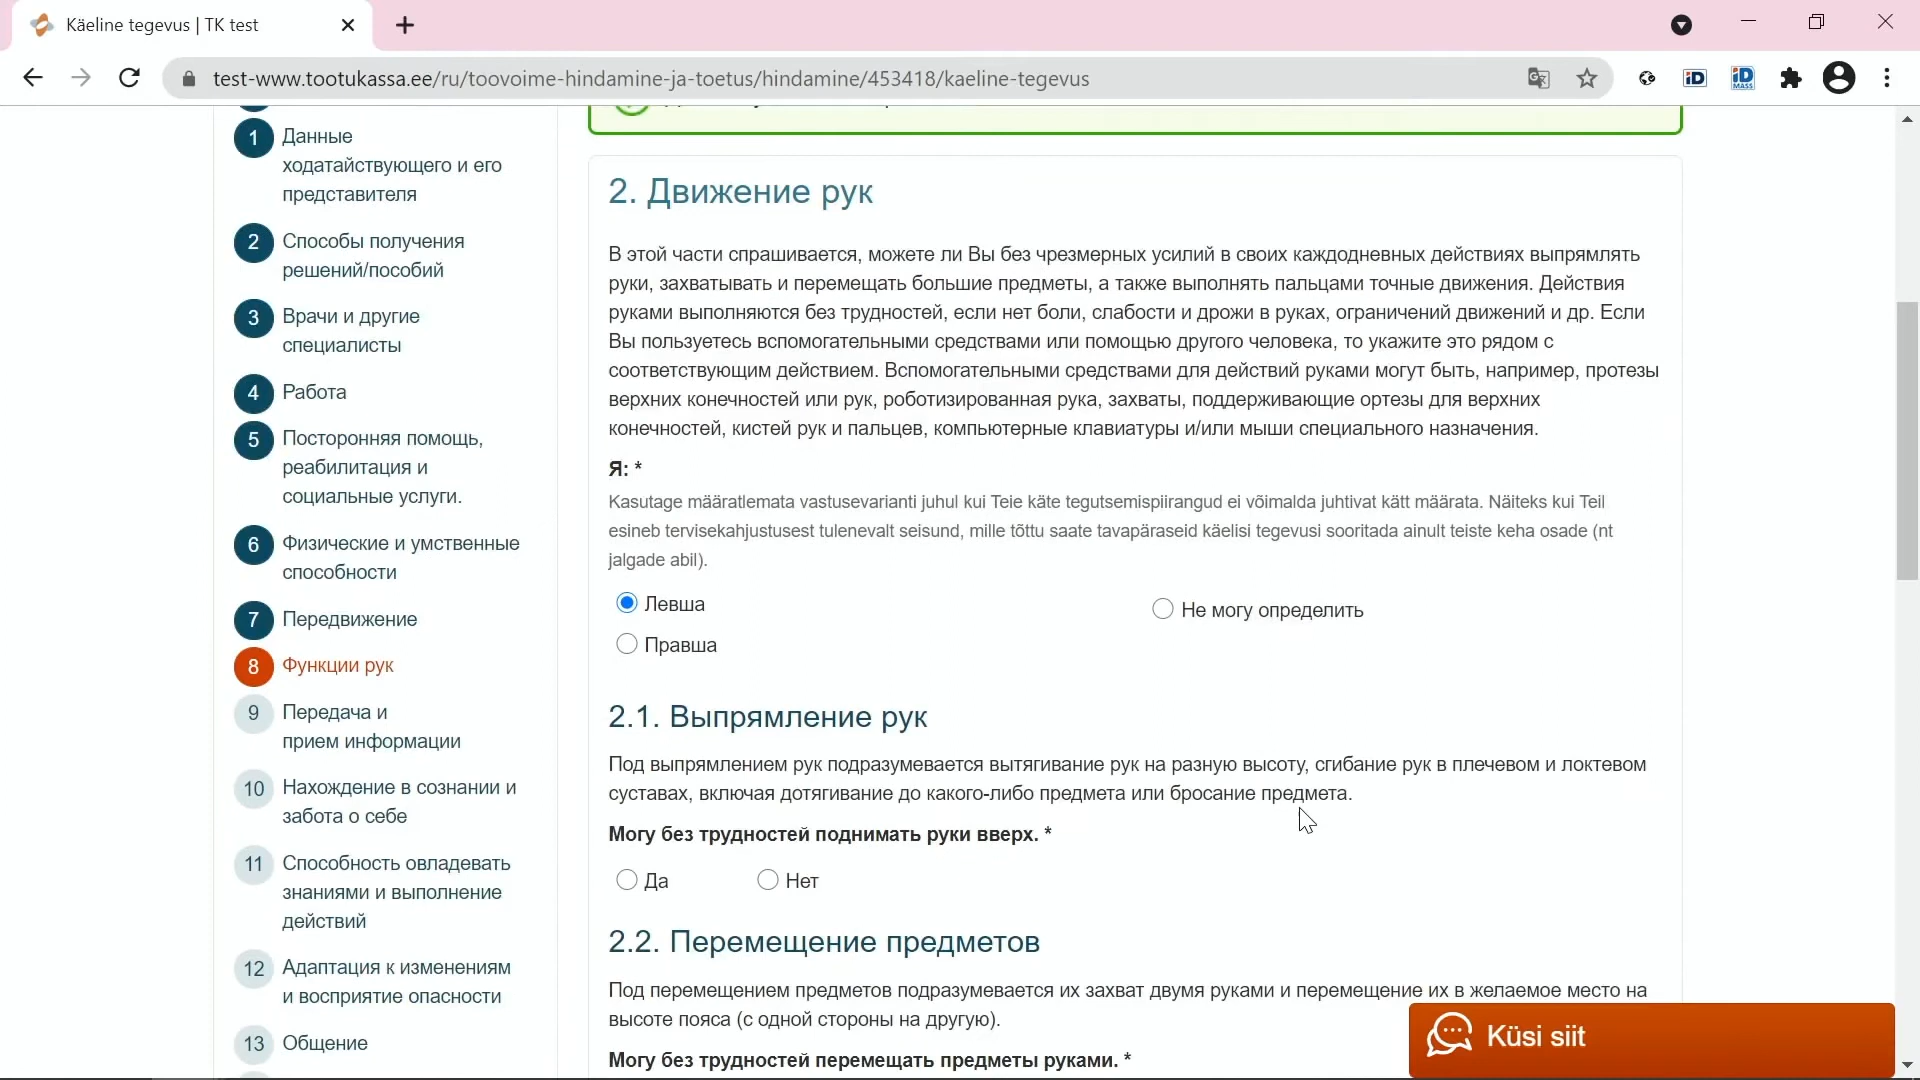 Käeline tegevus | TK test
test-www.tootukassa.ee/ru/toovoime-hindamine-ja-toetus/hindamine/453418/kaeline-tegevus
1 Данные
ходатайствующего и его
представителя
2 Способы получения
решений/пособий
3 Врачи и другие
специалисты
4 Работа
5 Посторонняя помощь,
реабилитация и
социальные услуги.
6 Физические и умственные
способности
7 Передвижение
8 Функции рук
9 Передача и
прием информации
10 Нахождение в сознании и
забота о себе
11 Способность овладевать
знаниями и выполнение
действий
12 Адаптация к изменениям
и восприятие опасности
13 Общение
2. Движение рук
В этой части спрашивается, можете ли Вы без чрезмерных усилий в своих каждодневных действиях выпрямлять
руки, захватывать и перемещать большие предметы, а также выполнять пальцами точные движения. Действия
руками выполняются без трудностей, если нет боли, слабости и дрожи в руках, ограничений движений и др. Если
Вы пользуетесь вспомогательными средствами или помощью другого человека, то укажите это рядом с
соответствующим действием. Вспомогательными средствами для действий руками могут быть, например, протезы
верхних конечностей или рук, роботизированная рука, захваты, поддерживающие ортезы для верхних
конечностей, кистей рук и пальцев, компьютерные клавиатуры и/или мыши специального назначения.
Я: *
Kasutage määratlemata vastusevarianti juhul kui Teie käte tegutsemispiirangud ei võimalda juhtivat kätt määrata. Näiteks kui Teil
esineb tervisekahjustusest tulenevalt seisund, mille tõttu saate tavapäraseid käelisi tegevusi sooritada ainult teiste keha osade (nt
jalgade abil).
Левша
Не могу определить
Правша
2.1. Выпрямление рук
Под выпрямлением рук подразумевается вытягивание рук на разную высоту, сгибание рук в плечевом и локтевом
суставах, включая дотягивание до какого-либо предмета или бросание предмета.
Могу без трудностей поднимать руки вверх. *
Да Нет
2.2. Перемещение предметов
Под перемещением предметов подразумевается их захват двумя руками и перемещение их в желаемое место на
высоте пояса (с одной стороны на другую).
Могу без трудностей перемещать предметы руками. *
Küsi siit
iD
iD
MASS